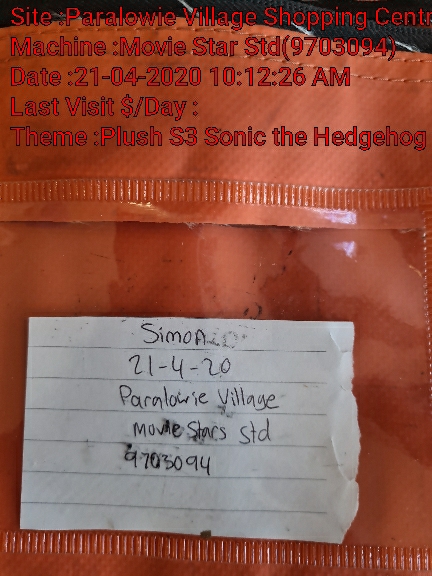 Site :Paralowie Village Shopping Centr
Machine :Movie Star Std(9703094)
Date :21-04-2020 10:12:26 AM
Last Visit $/Day :
Theme :Plush S3 Sonic the Hedgehog
Simon
21-4-20
Paralowie Village
movie Stars Std
9703094